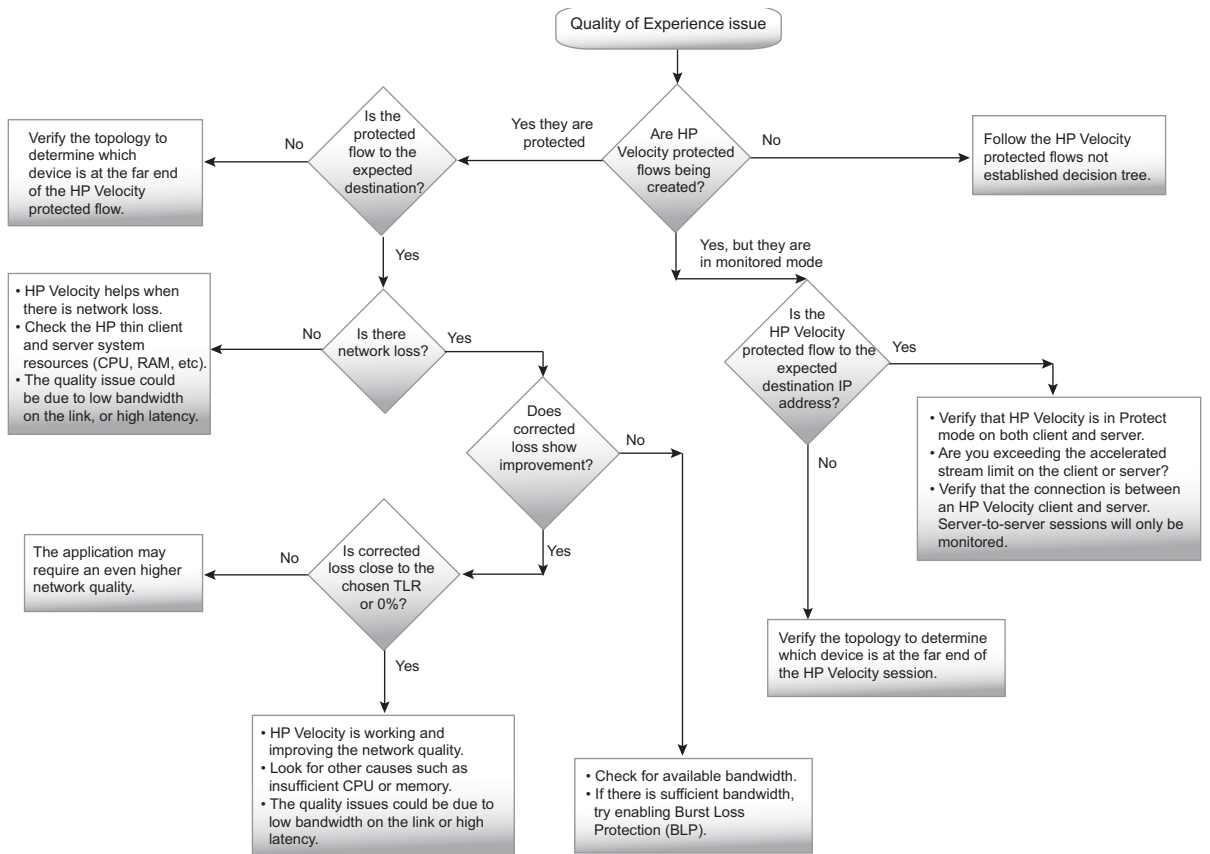 Quality of Experience issue
Are HP
Velocity protected
flows being
created?
Yes they are
protected
No
Follow the HP Velocity
protected flows not
established decision tree.
Is the
protected
flow to the
expected
destination?
No
Verify the topology to
determine which
device is at the far end
of the HP Velocity
protected flow.
Yes
Yes, but they are
in monitored mode
Is the
HP Velocity
protected flow to the
expected
destination IP
address?
Yes
• Verify that HP Velocity is in Protect
mode on both client and server.
• Are you exceeding the accelerated
stream limit on the client or server?
• Verify that the connection is between
an HP Velocity client and server.
Server-to-server sessions will only be
monitored.
No
Verify the topology to determine
which device is at the far end of
the HP Velocity session.
Is there
network loss?
No
• HP Velocity helps when
there is network loss.
• Check the HP thin client
and server system
resources (CPU, RAM, etc).
• The quality issue could
be due to low bandwidth
on the link, or high latency.
Yes
Does
corrected
loss show
improvement?
No
• Check for available bandwidth.
• If there is sufficient bandwidth,
try enabling Burst Loss
Protection (BLP).
Yes
Is corrected
loss close to the
chosen TLR
or 0%?
No
The application may
require an even higher
network quality.
Yes
• HP Velocity is working and
improving the network quality.
• Look for other causes such as
insufficient CPU or memory.
• The quality issues could be due to
low bandwidth on the link or high
latency.